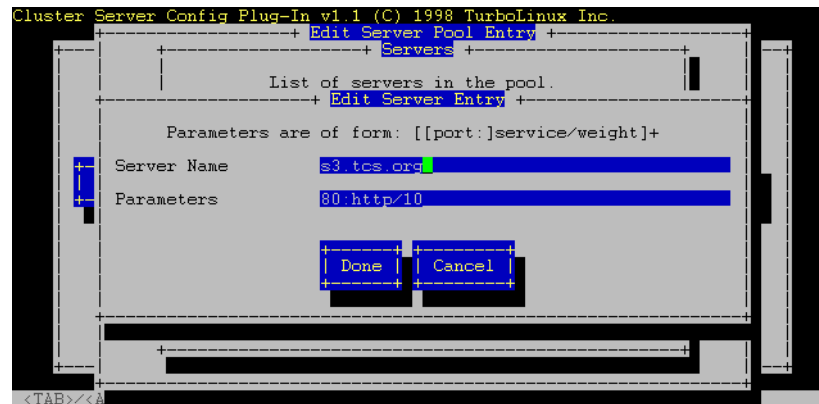 Cluster Server Config Plug-In v1.1 (C) 1998 TurboLinux Inc.
Edit Server Pool Entry
Servers
List of servers in the pool.
Edit Server Entry
Parameters are of form: [[port:]service/weight]+
Server Name s3.tcs.org
Parameters 80:http/10
Done Cancel
<TAB>/<A